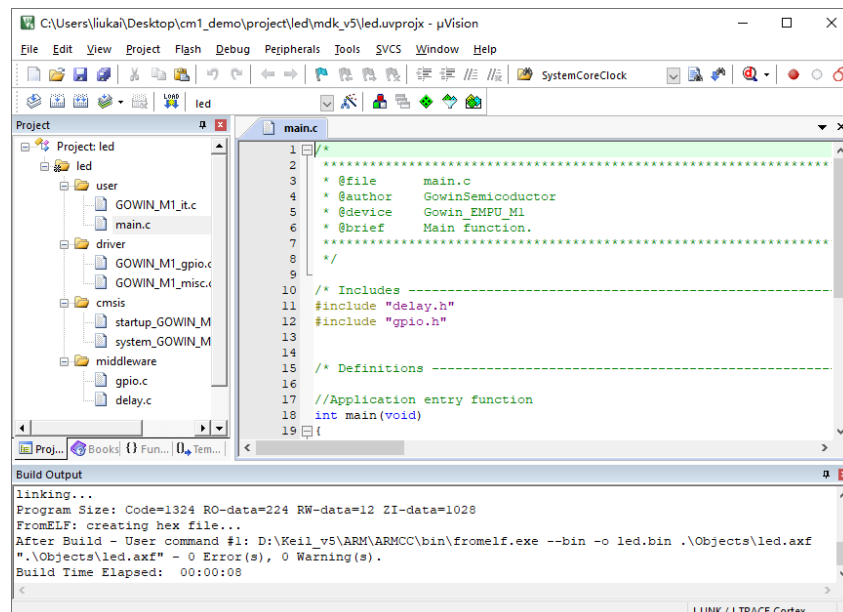 C:\Users\liukai\Desktop\cm1_demo\project\led\mdk_v5\led.uvprojx - µVision
File Edit View Project Flash Debug Peripherals Tools SVCS Window Help
SystemCoreClock
LOAD led
Project
main.c
Project: led
led
user
GOWIN_M1_it.c
main.c
driver
GOWIN_M1_gpio.c
GOWIN_M1_misc.c
cmsis
startup_GOWIN_M
system_GOWIN_M
middleware
gpio.c
delay.c
Proj... Books {} Fun... Tem...
1 /*
2 ******************************************************************
3 * @file main.c
4 * @author GowinSemicoductor
5 * @device Gowin_EMPU_M1
6 * @brief Main function.
7 ******************************************************************
8 */
9
10 /* Includes ---------------------------------------------------
11 #include "delay.h"
12 #include "gpio.h"
13
14
15 /* Definitions ------------------------------------------------
16
17 //Application entry function
18 int main(void)
19 {
Build Output
linking...
Program Size: Code=1324 RO-data=224 RW-data=12 ZI-data=1028
FromELF: creating hex file...
After Build - User command #1: D:\Keil_v5\ARM\ARMCC\bin\fromelf.exe --bin -o led.bin .\Objects\led.axf
".\Objects\led.axf" - 0 Error(s), 0 Warning(s).
Build Time Elapsed: 00:00:08